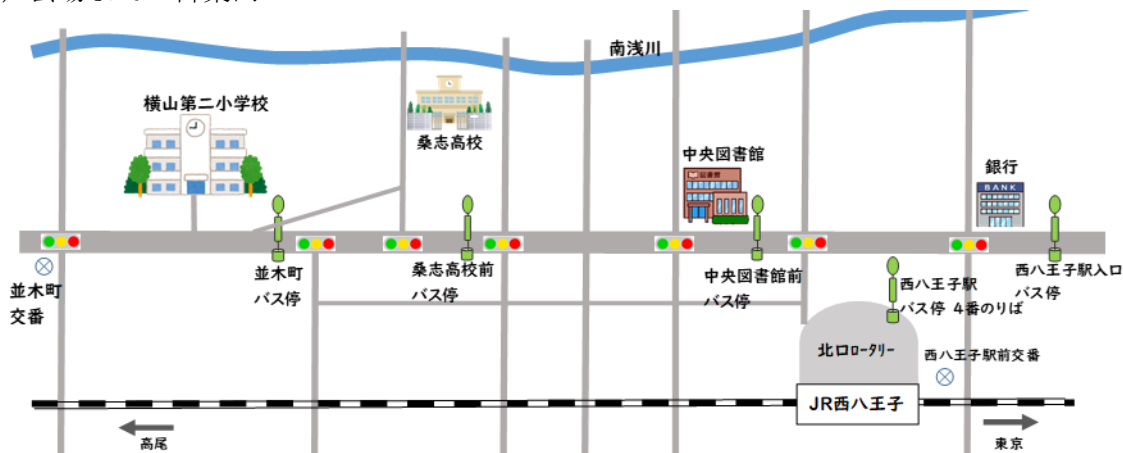 南浅川
横山第二小学校
桑志高校
中央図書館
図書館
銀行
BANK
並木町
交番
並木町
バス停
桑志高校前
バス停
中央図書館前
バス停
西八王子駅
バス停 4番のりば
西八王子駅入口
バス停
北口ロータリー
西八王子駅前交番
JR西八王子
高尾
東京